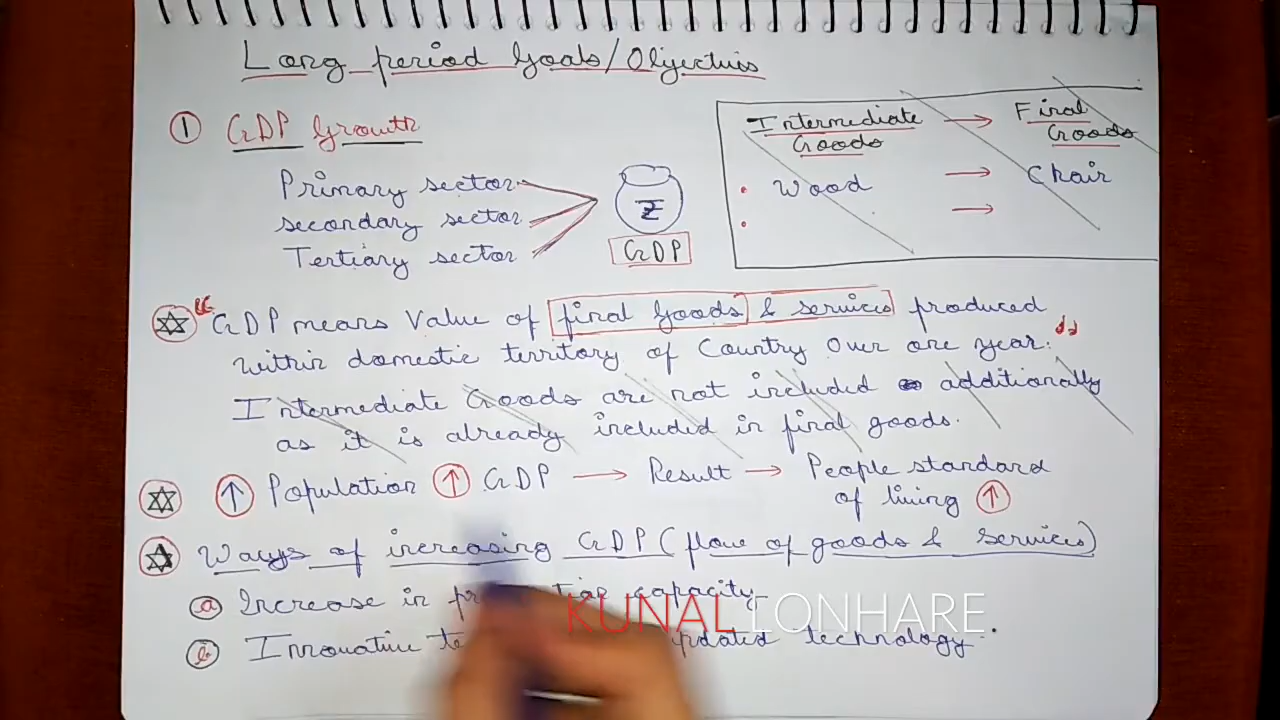 Long period Goals/Objectives
① GDP Growth
Primary sector
secondary sector
Tertiary sector
GDP
Intermediate Goods → Final Goods
• Wood → Chair
• →
"GDP means Value of final goods & services produced
within domestic territory of Country over one year."
Intermediate Goods are not included additionally
as it is already included in final goods.
↑ Population ↑ GDP → Result → People standard
of living ↑
Ways of increasing GDP (flow of goods & services)
ⓐ Increase in capacity
ⓑ Innovative technology.
KUNAL LONHARE